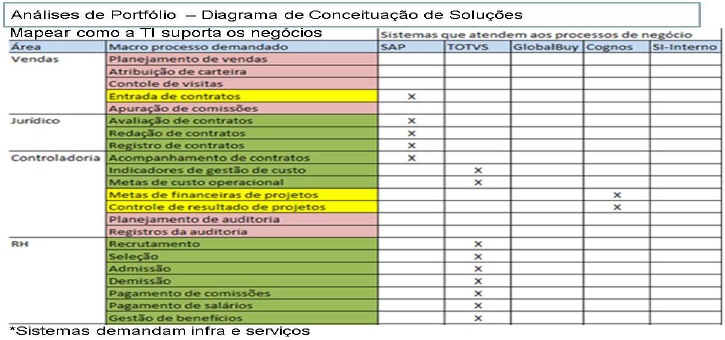 Análises de Portfólio – Diagrama de Conceituação de Soluções
Mapear como a TI suporta os negócios Sistemas que atendem aos processos de negócio
Área Macro processo demandado SAP TOTVS GlobalBuy Cognos SI-Interno
Vendas Planejamento de vendas
Atribuição de carteira
Contole de visitas
Entrada de contratos x
Apuração de comissões
Jurídico Avaliação de contratos x
Redação de contratos x
Registro de contratos x
Controladoria Acompanhamento de contratos x
Indicadores de gestão de custo x
Metas de custo operacional x
Metas de financeiras de projetos x
Controle de resultado de projetos x
Planejamento de auditoria
Registros da auditoria
RH Recrutamento x
Seleção x
Admissão x
Demissão x
Pagamento de comissões x
Pagamento de salários x
Gestão de benefícios x
*Sistemas demandam infra e serviços